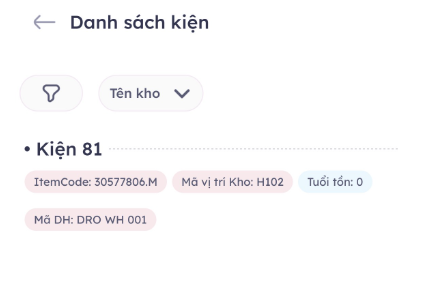 Danh sách kiện
Tên kho
• Kiện 81
ItemCode: 30577806.M Mã vị trí Kho: H102 Tuổi tồn: 0
Mã DH: DRO WH 001